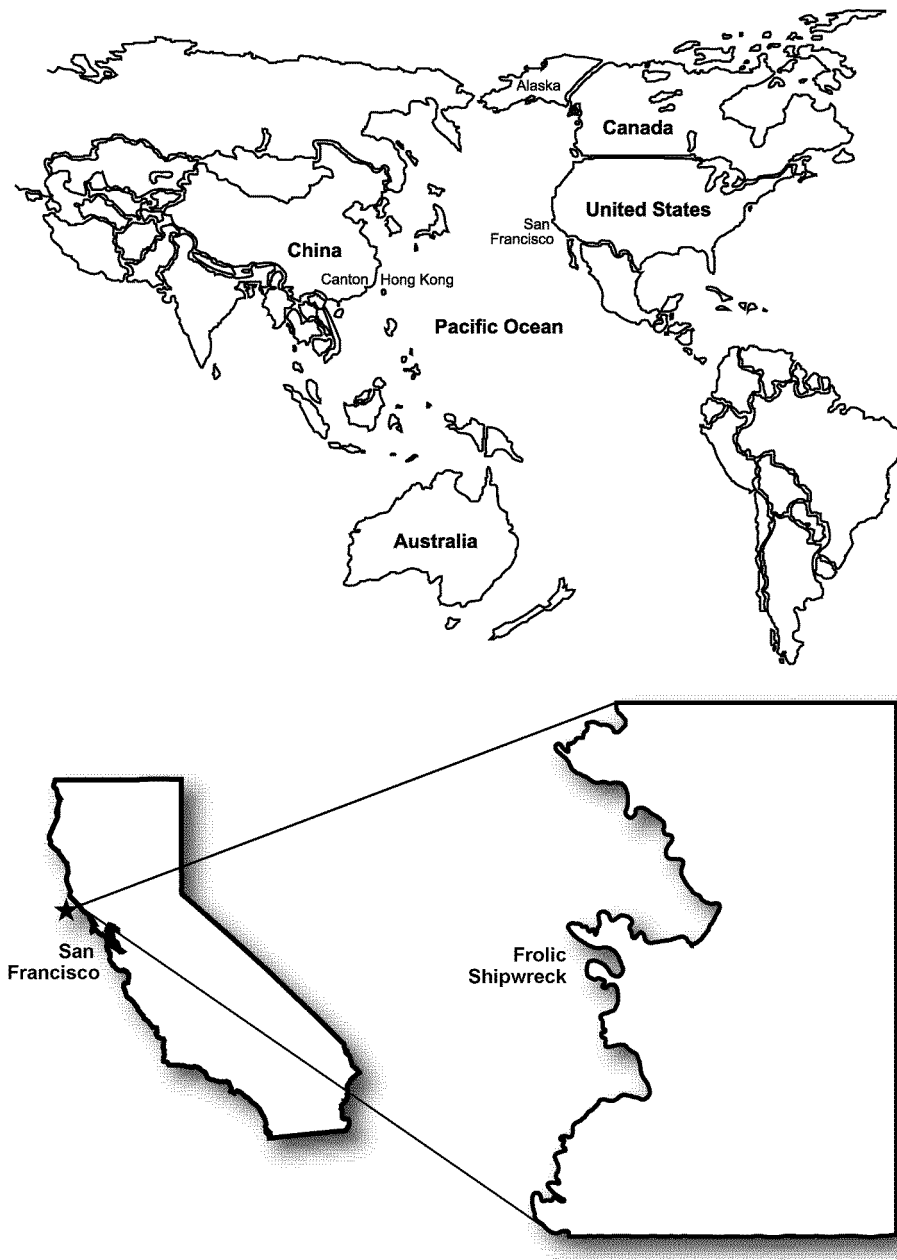 Alaska
Canada
United States
San
Francisco
China
Canton
Hong Kong
Pacific Ocean
Australia
San
Francisco
Frolic
Shipwreck